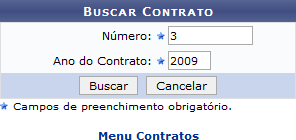 Buscar Contrato
Número: 3
Ano do Contrato: 2009
Buscar Cancelar
Campos de preenchimento obrigatório.
Menu Contratos